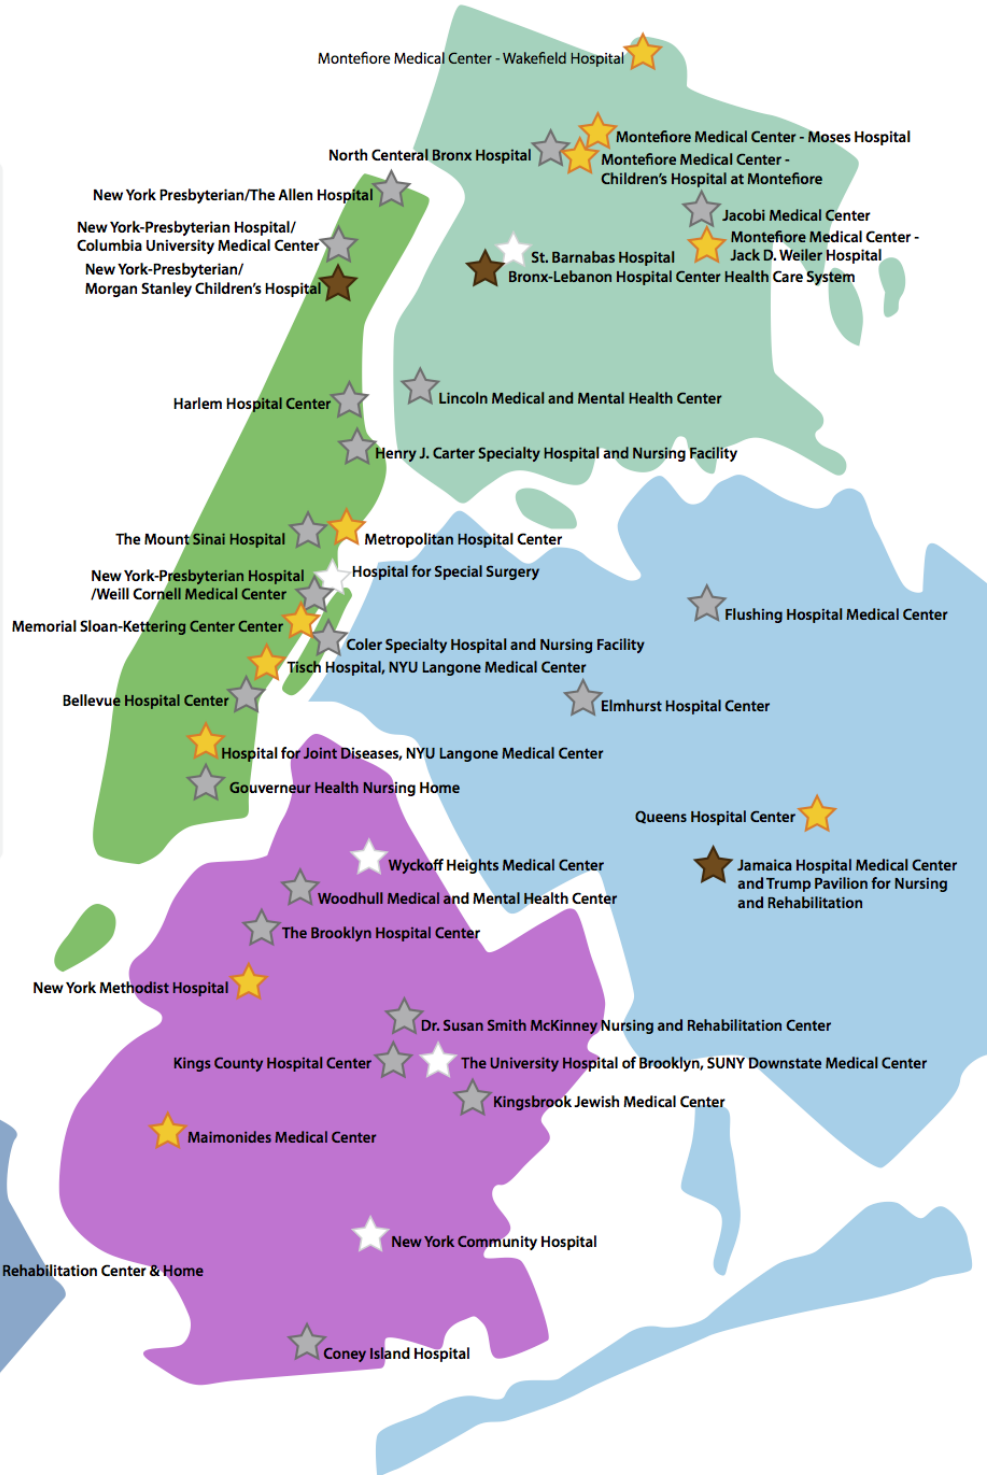 Montefiore Medical Center - Wakefield Hospital
Montefiore Medical Center - Moses Hospital
North Centeral Bronx Hospital
Montefiore Medical Center -
Children's Hospital at Montefiore
New York Presbyterian/The Allen Hospital
Jacobi Medical Center
New York-Presbyterian Hospital/
Columbia University Medical Center
Montefiore Medical Center -
Jack D. Weiler Hospital
St. Barnabas Hospital
New York-Presbyterian/
Morgan Stanley Children's Hospital
Bronx-Lebanon Hospital Center Health Care System
Harlem Hospital Center
Lincoln Medical and Mental Health Center
Henry J. Carter Specialty Hospital and Nursing Facility
The Mount Sinai Hospital
Metropolitan Hospital Center
New York-Presbyterian Hospital
/Weill Cornell Medical Center
Hospital for Special Surgery
Flushing Hospital Medical Center
Memorial Sloan-Kettering Center Center
Coler Specialty Hospital and Nursing Facility
Tisch Hospital, NYU Langone Medical Center
Bellevue Hospital Center
Elmhurst Hospital Center
Hospital for Joint Diseases, NYU Langone Medical Center
Gouverneur Health Nursing Home
Queens Hospital Center
Wyckoff Heights Medical Center
Jamaica Hospital Medical Center
and Trump Pavilion for Nursing
and Rehabilitation
Woodhull Medical and Mental Health Center
The Brooklyn Hospital Center
New York Methodist Hospital
Dr. Susan Smith McKinney Nursing and Rehabilitation Center
Kings County Hospital Center
The University Hospital of Brooklyn, SUNY Downstate Medical Center
Kingsbrook Jewish Medical Center
Maimonides Medical Center
New York Community Hospital
Rehabilitation Center & Home
Coney Island Hospital